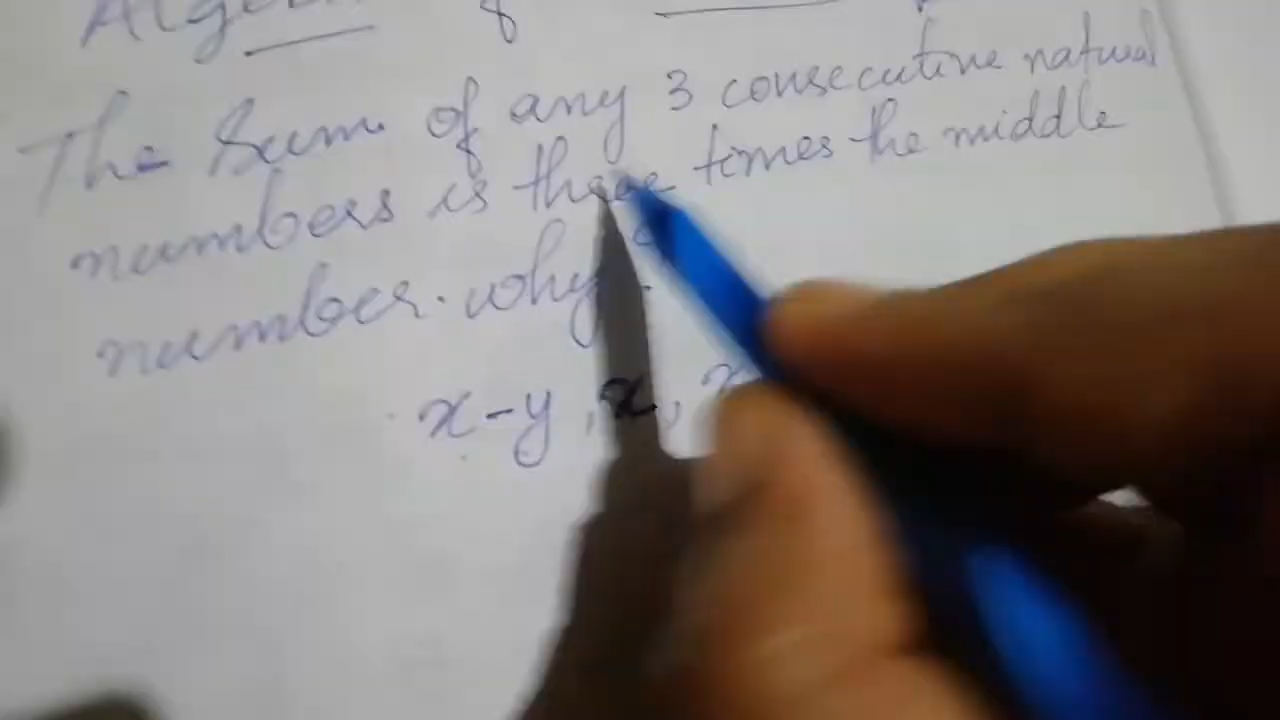 The Sum of any 3 consecutive natural
numbers is three times the middle
number. why
x-y, x, x